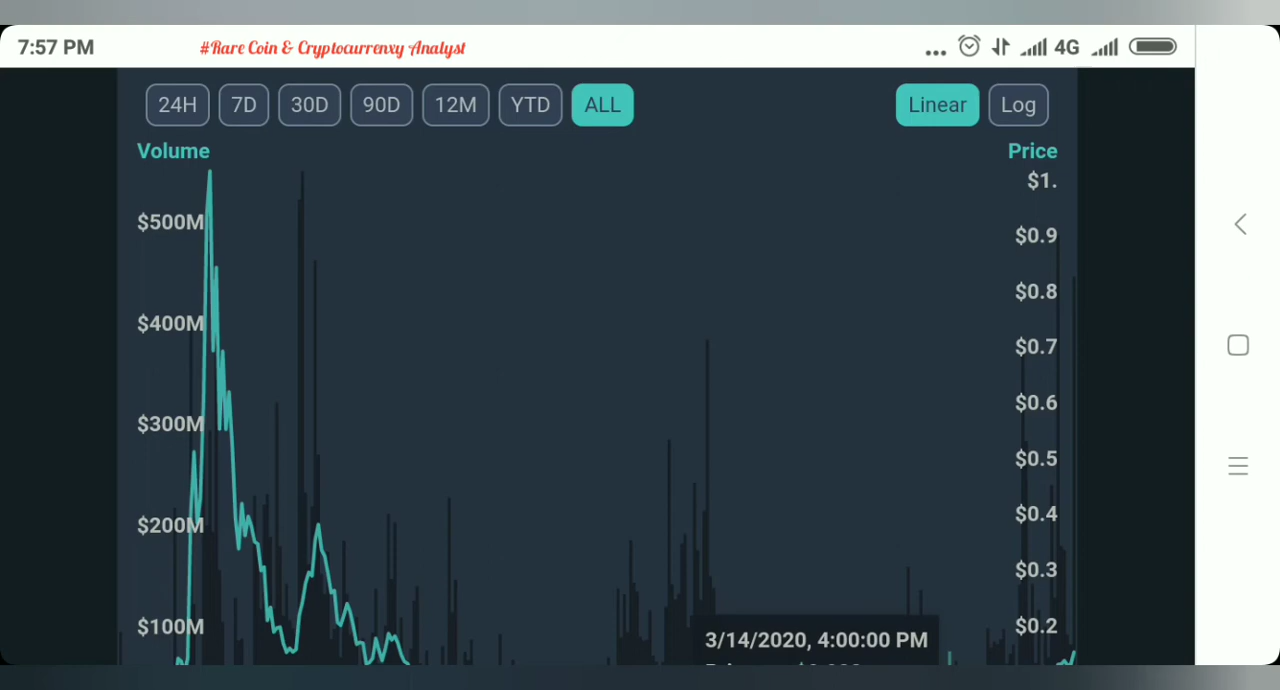 7:57 PM #Rare Coin & Cryptocurrenxy Analyst ... 4G
24H 7D 30D 90D 12M YTD ALL Linear Log
Volume Price
$1.
$500M $0.9
$0.8
$400M $0.7
$0.6
$300M $0.5
$0.4
$200M $0.3
$100M $0.2
3/14/2020, 4:00:00 PM